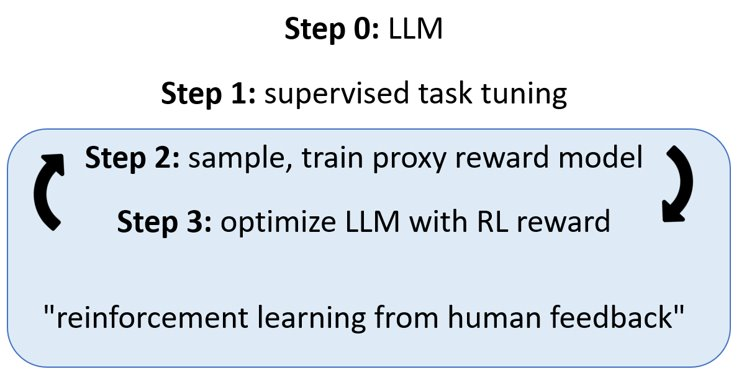 Step 0: LLM
Step 1: supervised task tuning
Step 2: sample, train proxy reward model
Step 3: optimize LLM with RL reward
"reinforcement learning from human feedback"